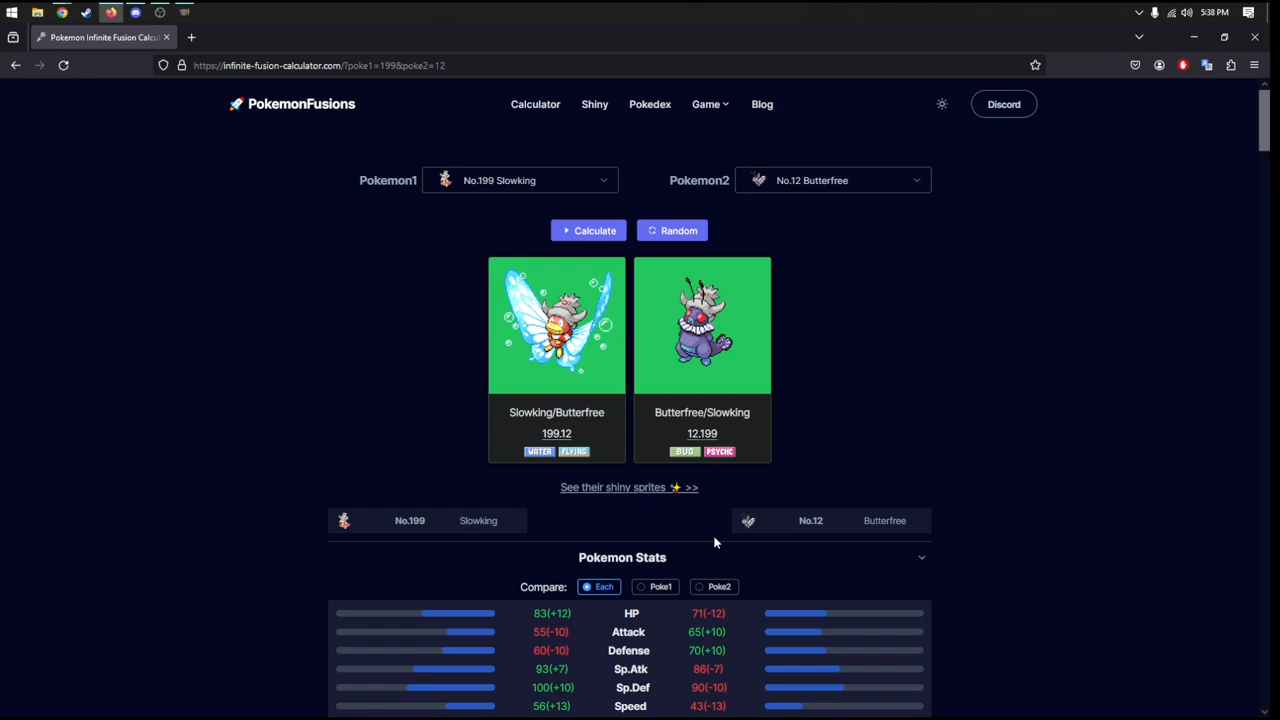 5:38 PM
Pokemon Infinite Fusion Calcul
https://infinite-fusion-calculator.com/?poke1=199&poke2=12
PokemonFusions
Calculator Shiny Pokedex Game Blog
Discord
Pokemon1 No.199 Slowking
Pokemon2 No.12 Butterfree
Calculate Random
Slowking/Butterfree
199.12
WATER FLYING
Butterfree/Slowking
12.199
BUG PSYCHC
See their shiny sprites ✨ >>
No.199 Slowking
No.12 Butterfree
Pokemon Stats
Compare: Each Poke1 Poke2
83(+12) HP 71(-12)
55(-10) Attack 65(+10)
60(-10) Defense 70(+10)
93(+7) Sp.Atk 86(-7)
100(+10) Sp.Def 90(-10)
56(+13) Speed 43(-13)